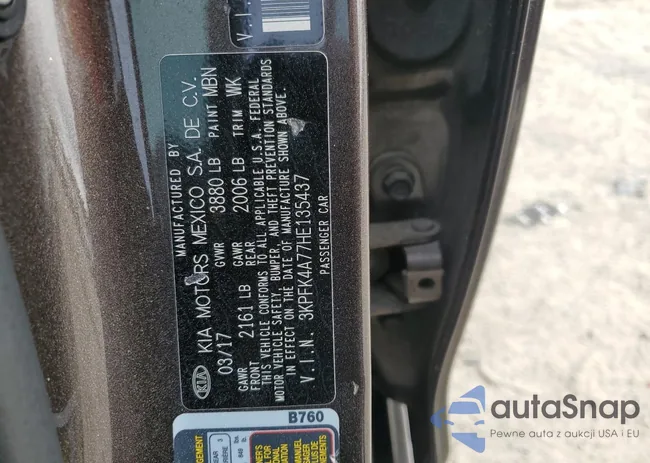 MANUFACTURED BY
KIA KIA MOTORS MEXICO S.A. DE C.V.
03/17 GVWR 3880 LB PAINT MBN
GAWR FRONT 2161 LB GAWR REAR 2006 LB TRIM WK
THIS VEHICLE CONFORMS TO ALL APPLICABLE U.S.A. FEDERAL
MOTOR VEHICLE SAFETY, BUMPER, AND THEFT PREVENTION STANDARDS
IN EFFECT ON THE DATE OF MANUFACTURE SHOWN ABOVE.
V.I.N. 3KPFK4A77HE135437
PASSENGER CAR
V.I.
B760
autaSnap
Pewne auta z aukcji USA i EU